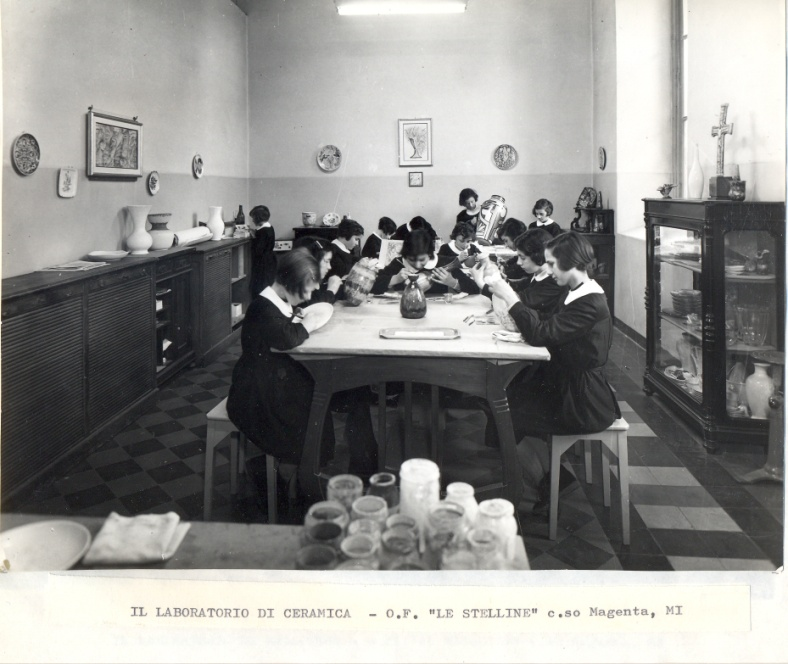 IL LABORATORIO DI CERAMICA - O.F. "LE STELLINE" c.so Magenta, MI